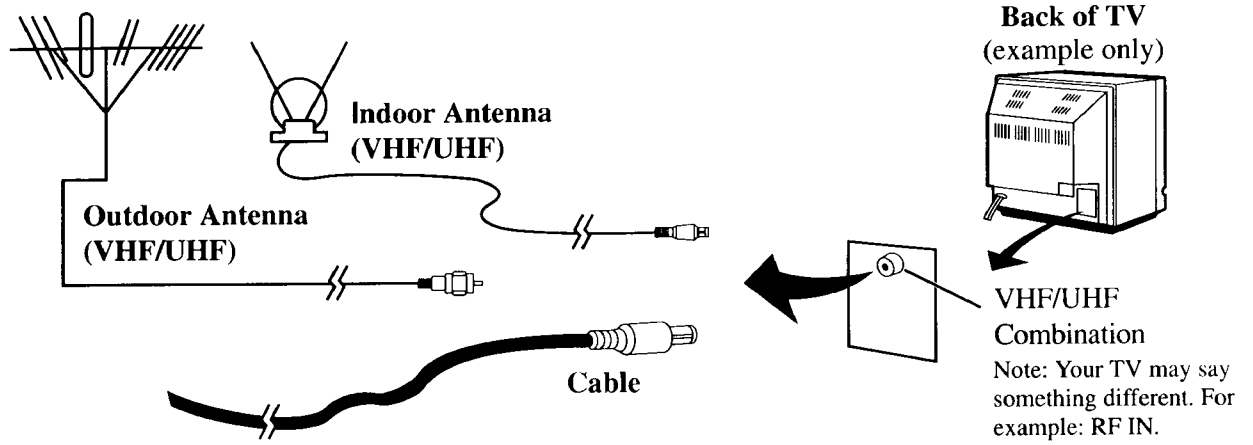 Back of TV
(example only)
Indoor Antenna
(VHF/UHF)
Outdoor Antenna
(VHF/UHF)
Cable
VHF/UHF
Combination
Note: Your TV may say
something different. For
example: RF IN.